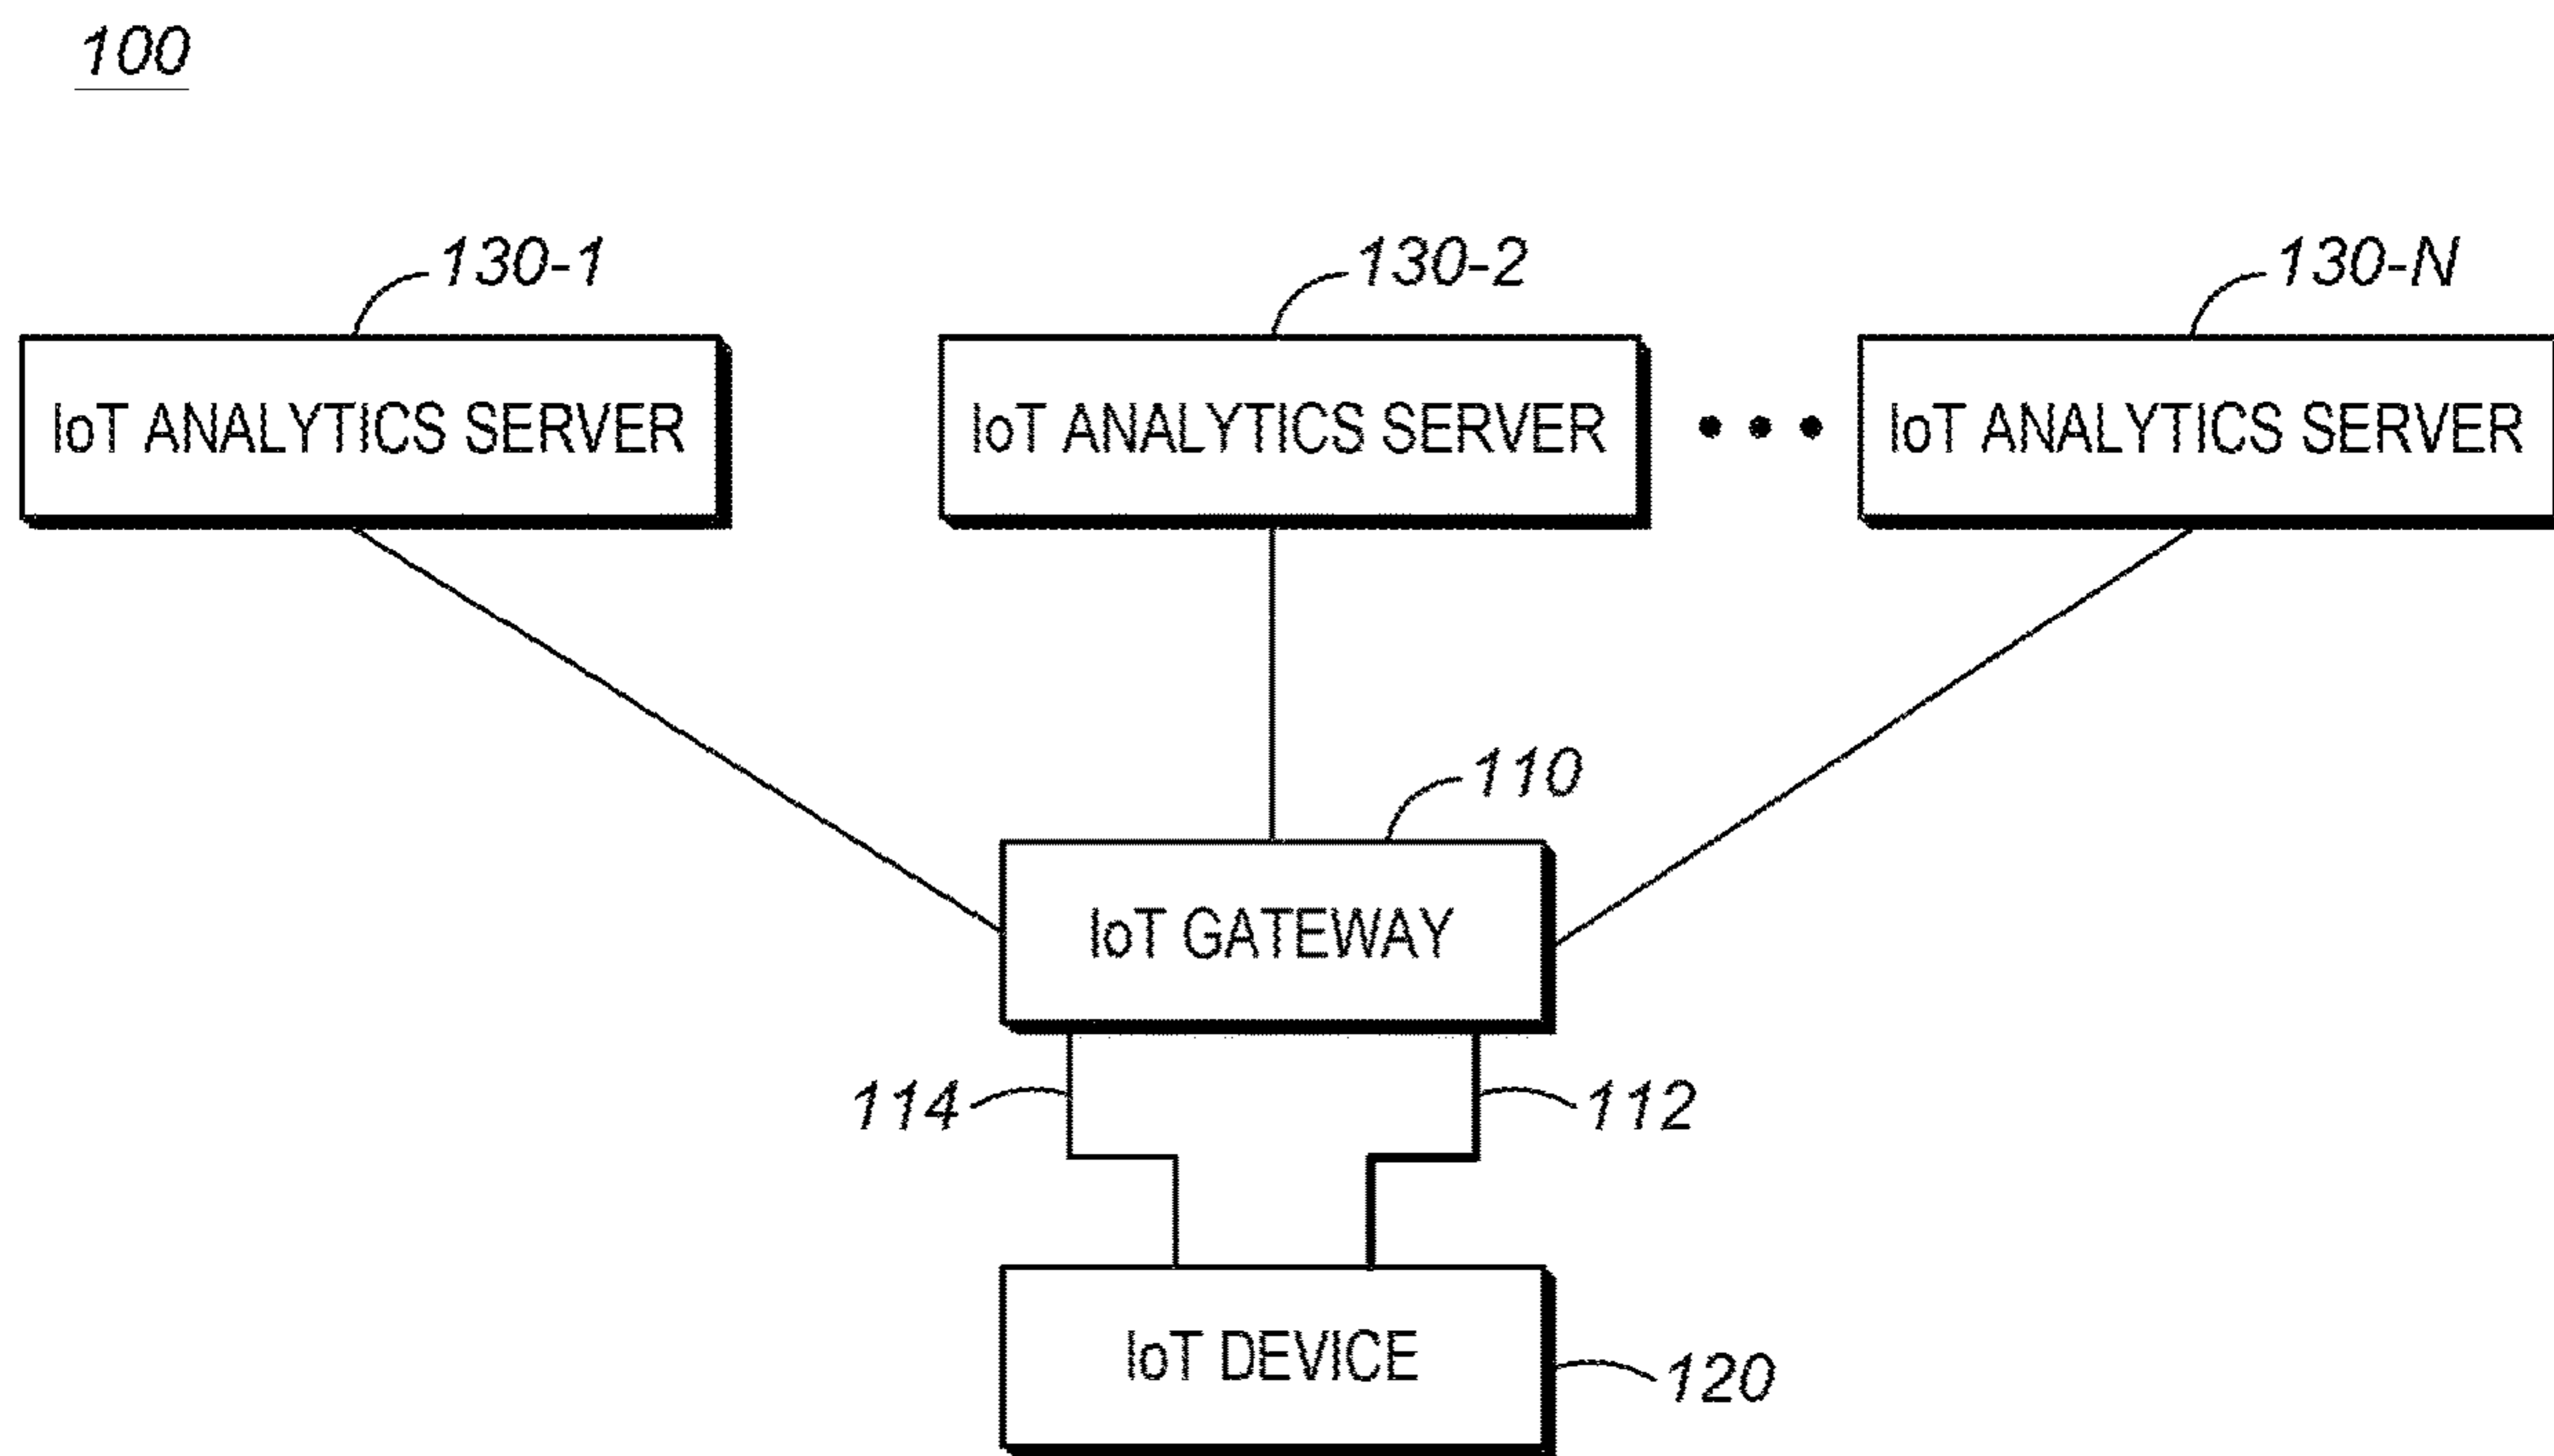 100
130-1
130-2
130-N
IoT ANALYTICS SERVER
IoT ANALYTICS SERVER
IoT ANALYTICS SERVER
110
IoT GATEWAY
114
112
IoT DEVICE
120